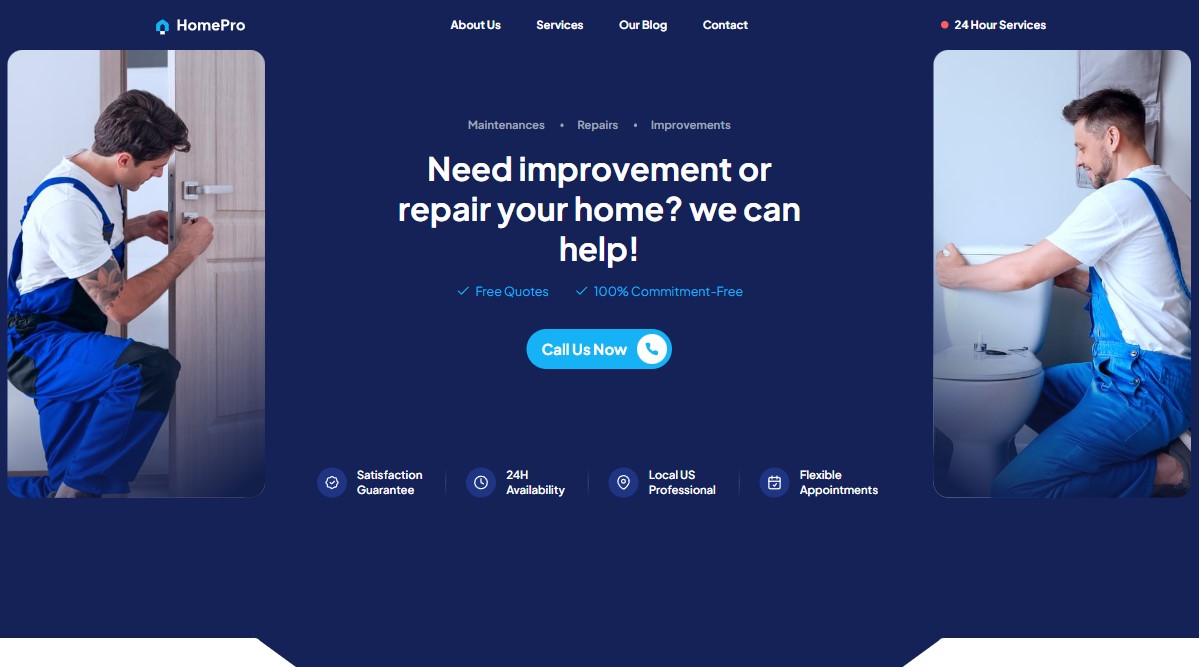 HomePro
About Us
Services
Our Blog
Contact
24 Hour Services
Maintenances • Repairs • Improvements
Need improvement or
repair your home? we can
help!
Free Quotes
100% Commitment-Free
Call Us Now
Satisfaction
Guarantee
24H
Availability
Local US
Professional
Flexible
Appointments